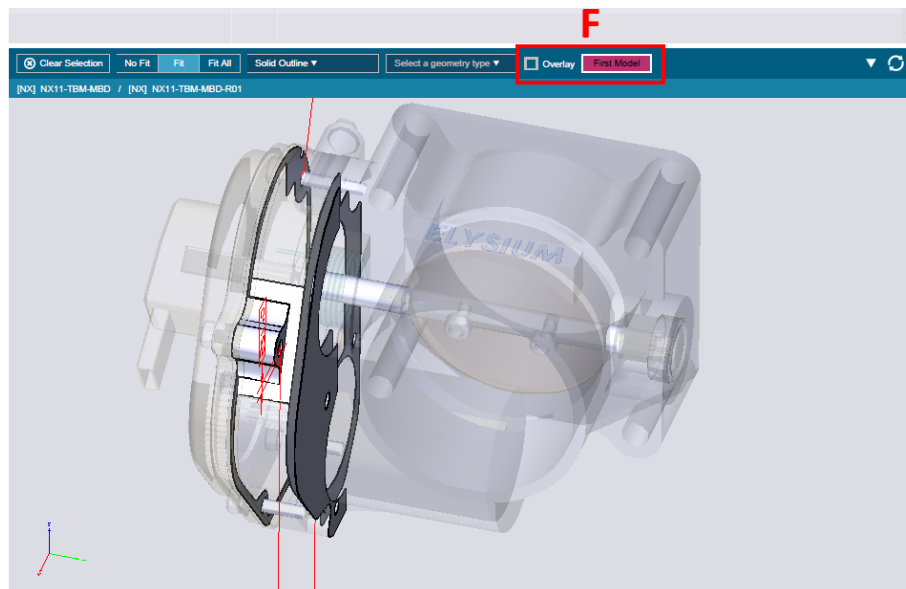 F
Clear Selection No Fit Fit Fit All Solid Outline ▼ Select a geometry type ▼ Overlay First Model
[NX] NX11-TBM-MBD / [NX] NX11-TBM-MBD-R01
ELYSIUM